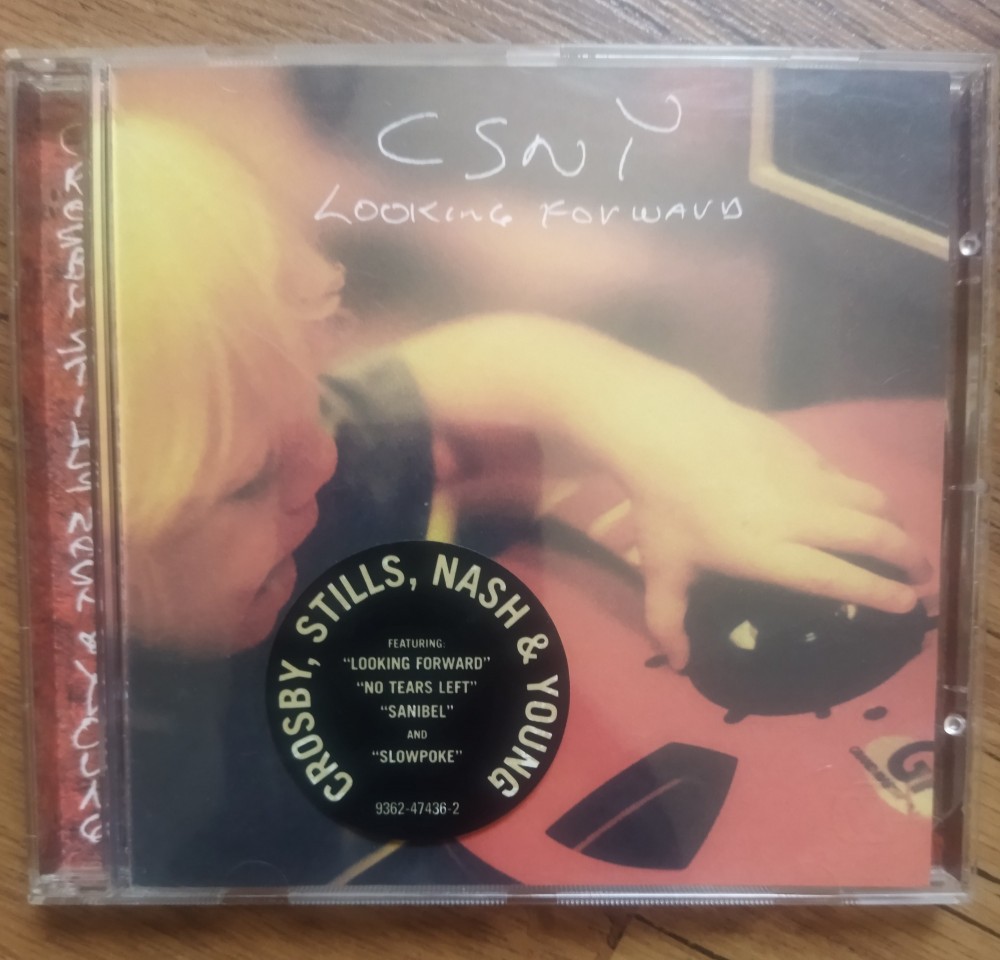 CSNY
LOOKING FORWARD
CROSBY, STILLS, NASH & YOUNG
FEATURING:
"LOOKING FORWARD"
"NO TEARS LEFT"
"SANIBEL"
AND
"SLOWPOKE"
9362-47436-2
G